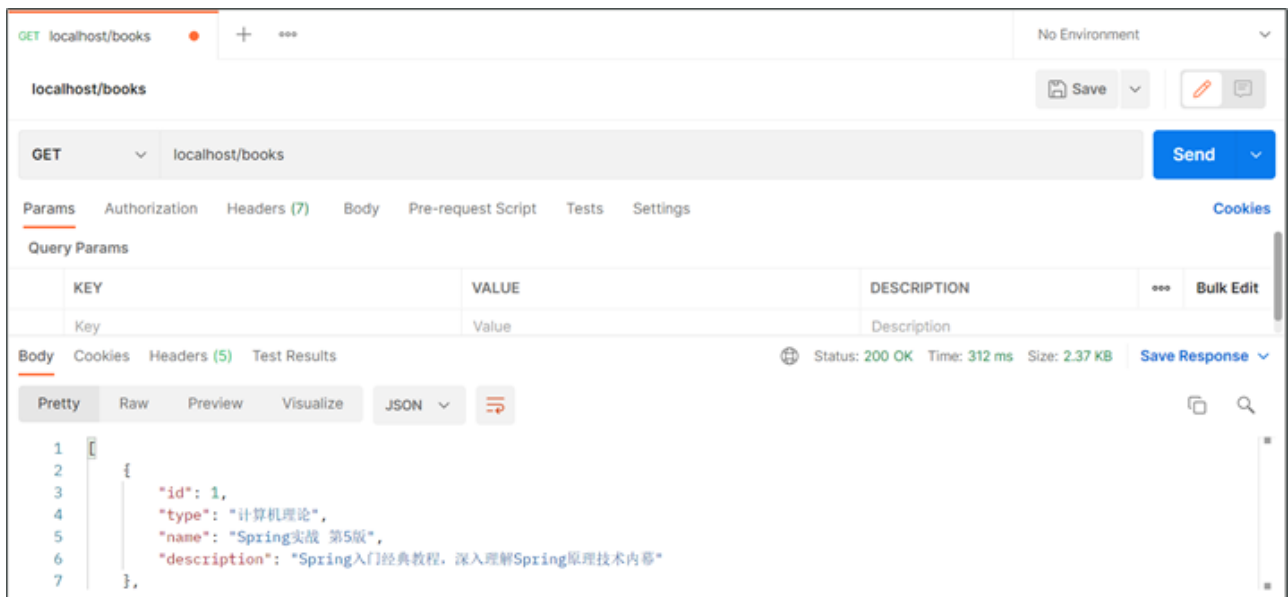 GET localhost/books No Environment
localhost/books Save
GET localhost/books Send
Params Authorization Headers (7) Body Pre-request Script Tests Settings Cookies
Query Params
KEY VALUE DESCRIPTION Bulk Edit
Key Value Description
Body Cookies Headers (5) Test Results Status: 200 OK Time: 312 ms Size: 2.37 KB Save Response
Pretty Raw Preview Visualize JSON
1 [
2 {
3 "id": 1,
4 "type": "计算机理论",
5 "name": "Spring实战 第5版",
6 "description": "Spring入门经典教程，深入理解Spring原理技术内幕"
7 },